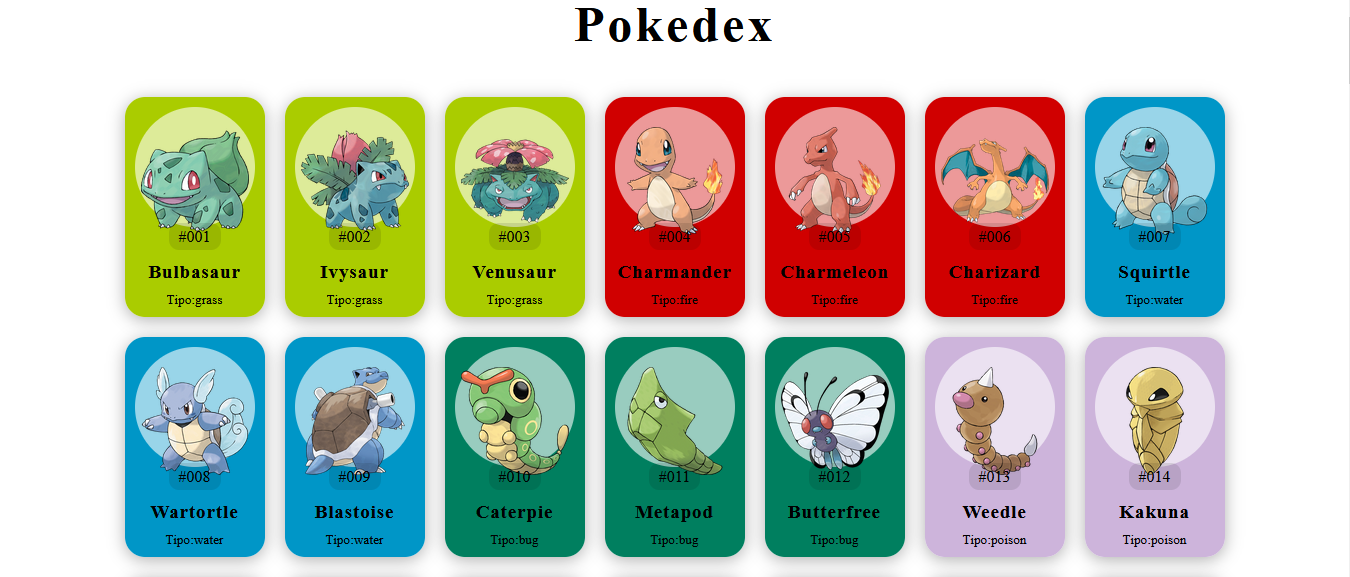 Pokedex
#001 #002 #003 #004 #005 #006 #007
Bulbasaur Ivysaur Venusaur Charmander Charmeleon Charizard Squirtle
Tipo:grass Tipo:grass Tipo:grass Tipo:fire Tipo:fire Tipo:fire Tipo:water
#008 #009 #010 #011 #012 #013 #014
Wartortle Blastoise Caterpie Metapod Butterfree Weedle Kakuna
Tipo:water Tipo:water Tipo:bug Tipo:bug Tipo:bug Tipo:poison Tipo:poison